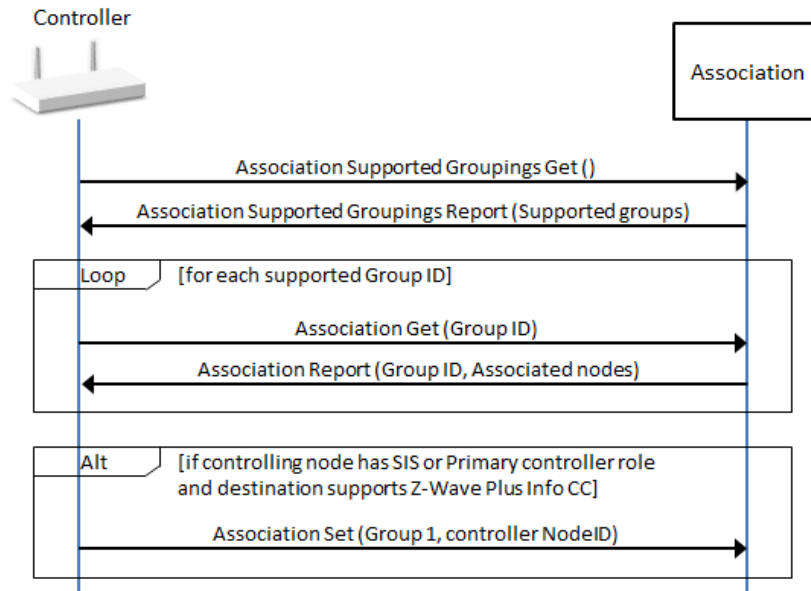 Controller
Association
Association Supported Groupings Get ()
Association Supported Groupings Report (Supported groups)
Loop [for each supported Group ID]
Association Get (Group ID)
Association Report (Group ID, Associated nodes)
Alt [if controlling node has SIS or Primary controller role
and destination supports Z-Wave Plus Info CC]
Association Set (Group 1, controller NodeID)